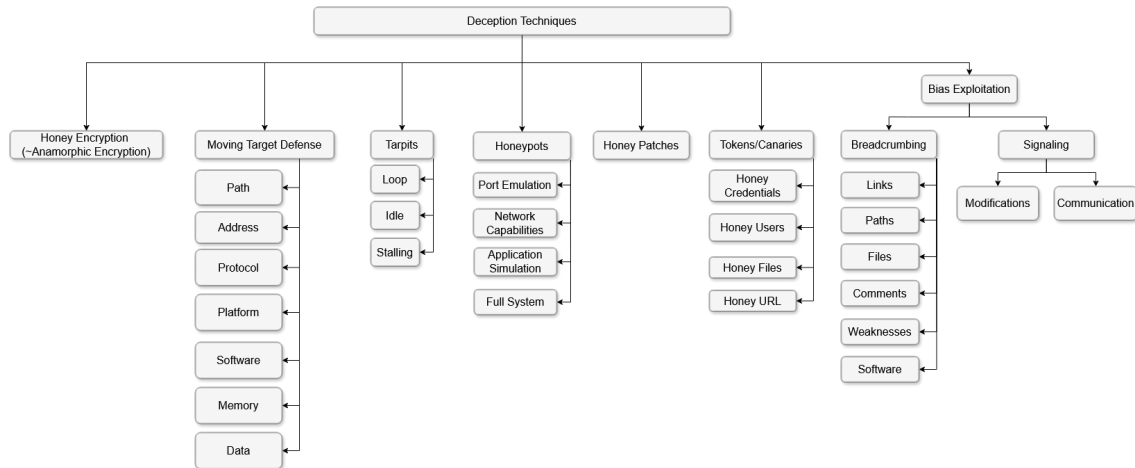 Deception Techniques
Bias Exploitation
Honey Encryption
(~Anamorphic Encryption)
Moving Target Defense
Tarpits
Honeypots
Honey Patches
Tokens/Canaries
Breadcrumbing
Signaling
Path
Address
Protocol
Platform
Software
Memory
Data
Loop
Idle
Stalling
Port Emulation
Network
Capabilities
Application
Simulation
Full System
Honey
Credentials
Honey Users
Honey Files
Honey URL
Links
Paths
Files
Comments
Weaknesses
Software
Modifications
Communication